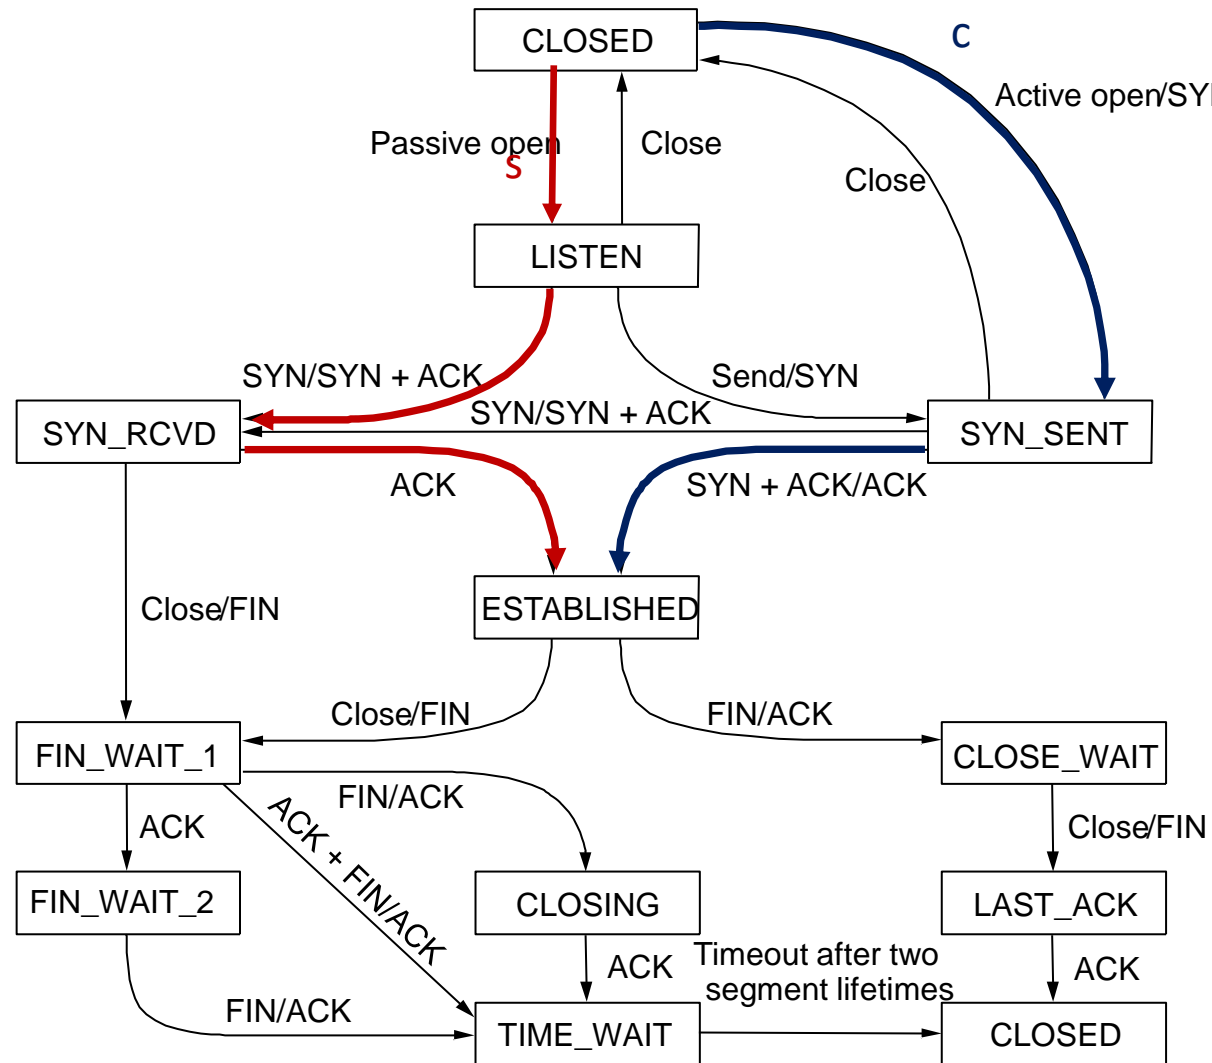 CLOSED
C
Active open/SY
Passive open
S
Close
Close
LISTEN
SYN/SYN + ACK
Send/SYN
SYN/SYN + ACK
SYN_RCVD
SYN_SENT
ACK
SYN + ACK/ACK
Close/FIN
ESTABLISHED
Close/FIN
FIN/ACK
FIN_WAIT_1
CLOSE_WAIT
FIN/ACK
ACK
ACK + FIN/ACK
Close/FIN
FIN_WAIT_2
CLOSING
LAST_ACK
ACK
Timeout after two
segment lifetimes
ACK
FIN/ACK
TIME_WAIT
CLOSED